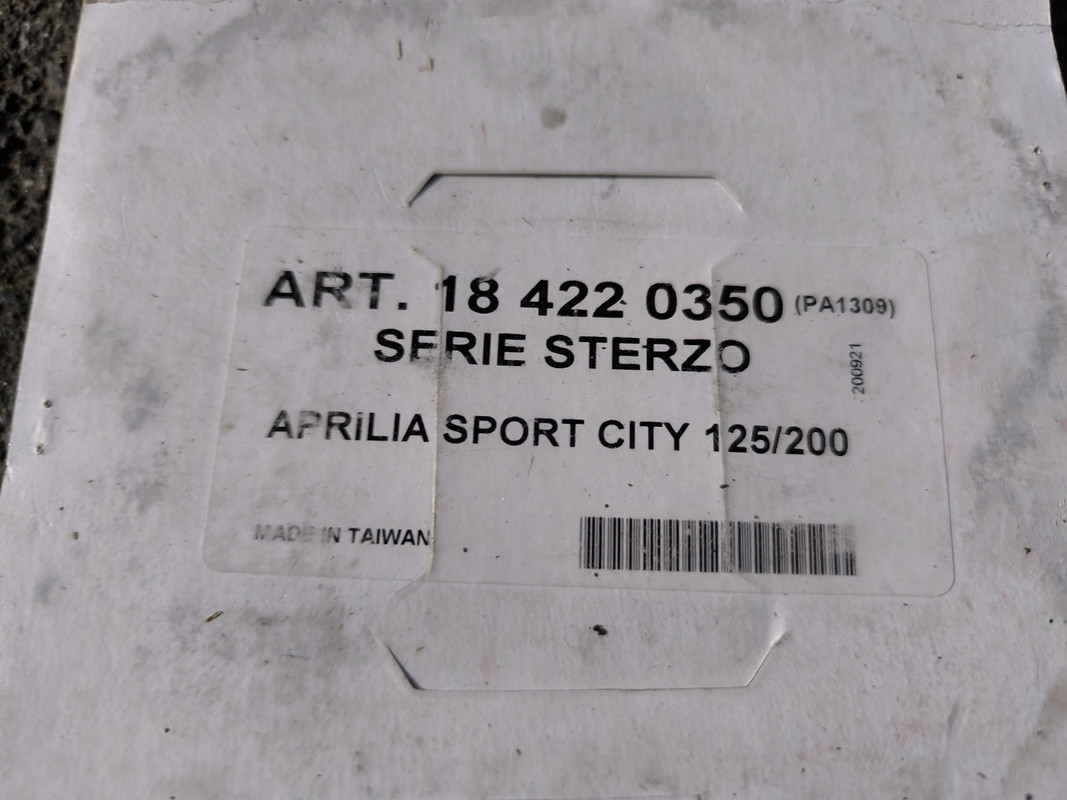 ART. 18 422 0350 (PA1309)
SERIE STERZO
200921
APRILIA SPORT CITY 125/200
MADE IN TAIWAN